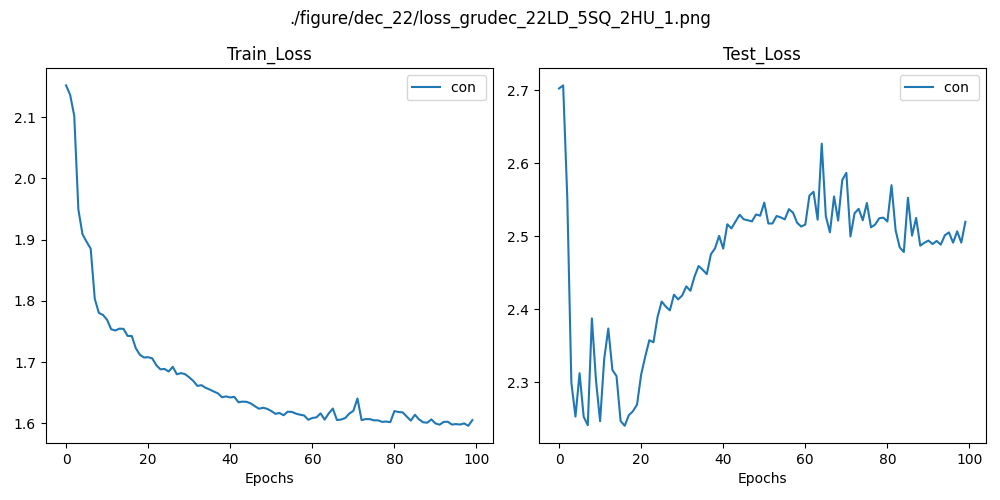 ./figure/dec_22/loss_grudec_22LD_5SQ_2HU_1.png
Train_Loss
con
2.1
2.0
1.9
1.8
1.7
1.6
0 20 40 60 80 100
Epochs
Test_Loss
con
2.7
2.6
2.5
2.4
2.3
0 20 40 60 80 100
Epochs